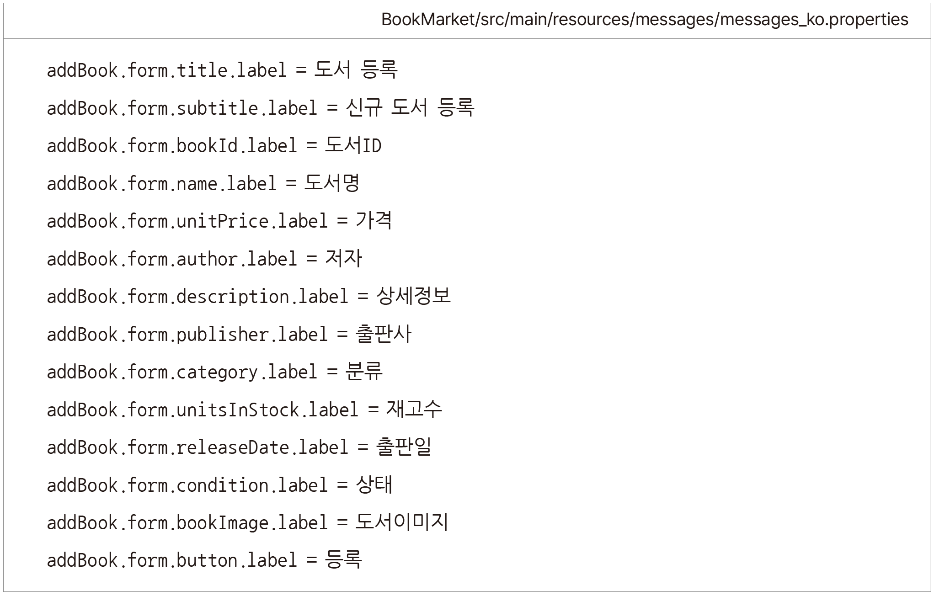 BookMarket/src/main/resources/messages/messages_ko.properties
addBook.form.title.label = 도서 등록
addBook.form.subtitle.label = 신규 도서 등록
addBook.form.bookId.label = 도서ID
addBook.form.name.label = 도서명
addBook.form.unitPrice.label = 가격
addBook.form.author.label = 저자
addBook.form.description.label = 상세정보
addBook.form.publisher.label = 출판사
addBook.form.category.label = 분류
addBook.form.unitsInStock.label = 재고수
addBook.form.releaseDate.label = 출판일
addBook.form.condition.label = 상태
addBook.form.bookImage.label = 도서이미지
addBook.form.button.label = 등록